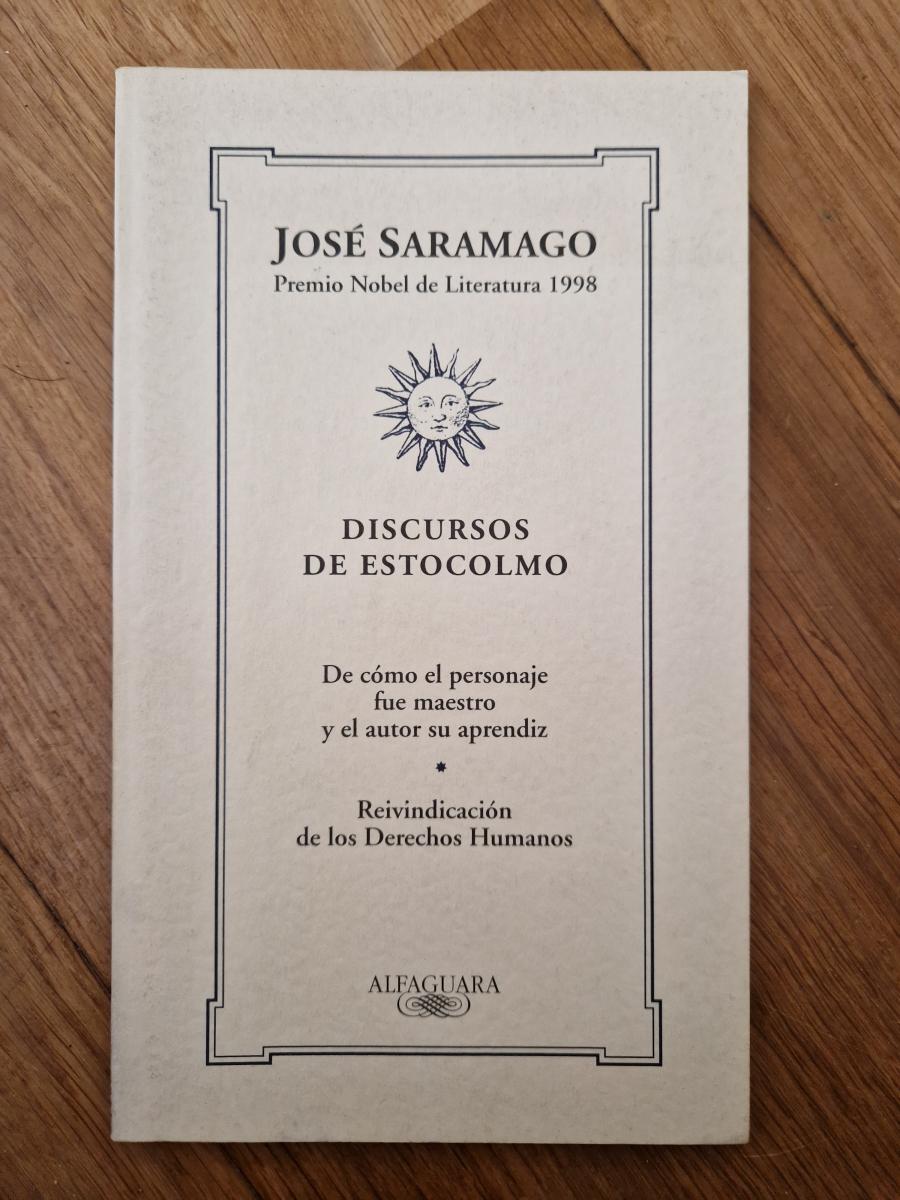 JOSÉ SARAMAGO
Premio Nobel de Literatura 1998
DISCURSOS
DE ESTOCOLMO
De cómo el personaje
fue maestro
y el autor su aprendiz
Reivindicación
de los Derechos Humanos
ALFAGUARA